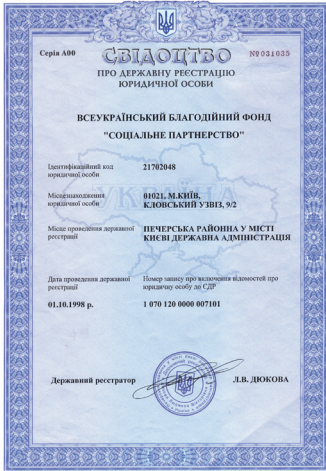 Серія А00
СВІДОЦТВО
№031035
ПРО ДЕРЖАВНУ РЕЄСТРАЦІЮ
ЮРИДИЧНОЇ ОСОБИ
ВСЕУКРАЇНСЬКИЙ БЛАГОДІЙНИЙ ФОНД
"СОЦІАЛЬНЕ ПАРТНЕРСТВО"
Ідентифікаційний код
юридичної особи
21702048
Місцезнаходження
юридичної особи
01021, М.КИЇВ,
КЛОВСЬКИЙ УЗВІЗ, 9/2
Місце проведення державної
реєстрації
ПЕЧЕРСЬКА РАЙОННА У МІСТІ
КИЄВІ ДЕРЖАВНА АДМІНІСТРАЦІЯ
УКРАЇНА
Дата проведення державної
реєстрації
01.10.1998 р.
Номер запису про включення відомостей про
юридичну особу до ЄДР
1 070 120 0000 007101
Державний реєстратор
Л.В. ДЮКОВА